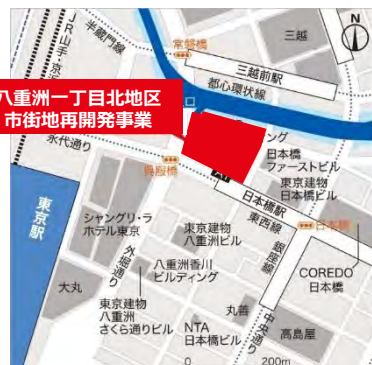 N
JR山手・京浜
半蔵門線
常盤橋
三越
三越前駅
都心環状線
八重洲一丁目北地区
市街地再開発事業
永代通り
呉服橋
ング
日本橋
ファーストビル
東京建物
日本橋ビル
日本橋駅
東西線
日本橋
銀座線
東京駅
シャングリ・ラ
ホテル東京
外堀通り
東京建物
八重洲ビル
八重洲香川
ビルディング
COREDO
日本橋
大丸
東京建物
八重洲
さくら通りビル
丸善
NTA
日本橋ビル
中央通り
高島屋
0
200m